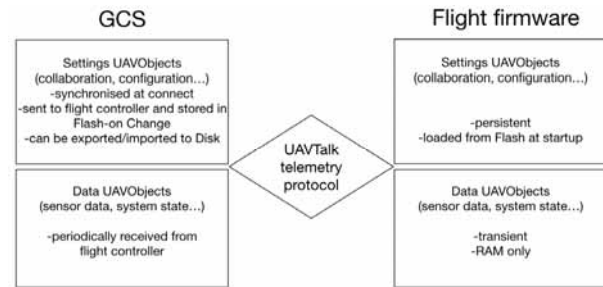 GCS
Settings UAVObjects
(collaboration, configuration...)
-synchronised at connect
-sent to flight controller and stored in
Flash-on Change
-can be exported/imported to Disk
Data UAVObjects
(sensor data, system state...)
-periodically received from
flight controller
UAVTalk
telemetry
protocol
Flight firmware
Settings UAVObjects
(collaboration, configuration...)
-persistent
-loaded from Flash at startup
Data UAVObjects
(sensor data, system state...)
-transient
-RAM only